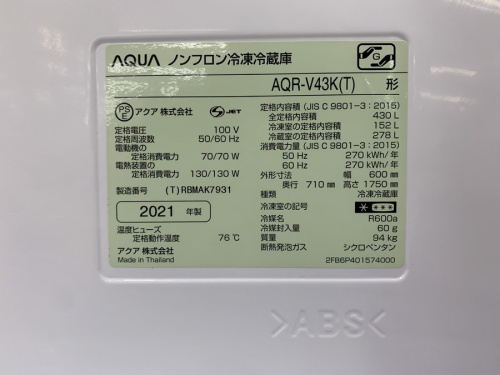 AQUA ノンフロン冷凍冷蔵庫
G
AQR-V43K(T) 形
PS E アクア 株式会社 S JET
定格電圧 100 V
定格周波数 50/60 Hz
電動機の
定格消費電力 70/70 W
電熱装置の
定格消費電力 130/130 W
製造番号 (T)RBMAK7931
2021 年製
温度ヒューズ
定格動作温度 76℃
アクア 株式会社
Made in Thailand
定格内容積 (JIS C 9801-3:2015)
全定格内容積 430 L
冷凍室の定格内容積 152 L
冷蔵室の定格内容積 278 L
消費電力量 (JIS C 9801-3:2015)
50 Hz 270 kWh/年
60 Hz 270 kWh/年
外形寸法 幅 600 mm
奥行 710 mm 高さ 1750 mm
種類 冷凍冷蔵庫
冷凍室の記号
冷媒名 R600a
冷媒封入量 60 g
質量 94 kg
断熱発泡ガス シクロペンタン
2FB6P401574000
>ABS<